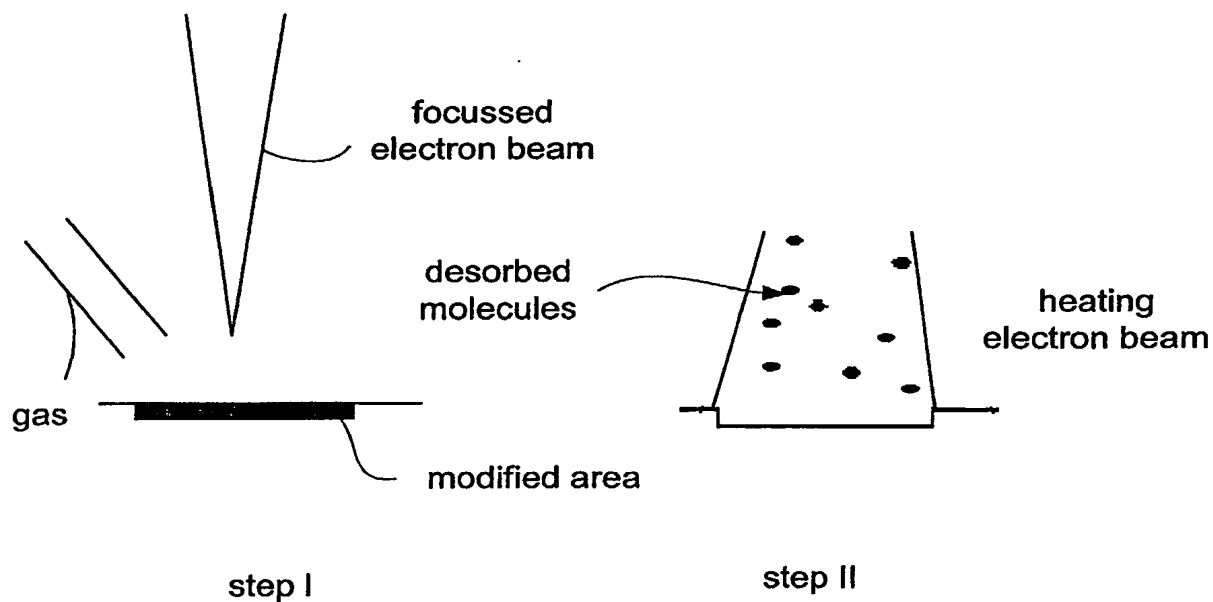 focussed
electron beam
gas
modified area
step I
desorbed
molecules
heating
electron beam
step II